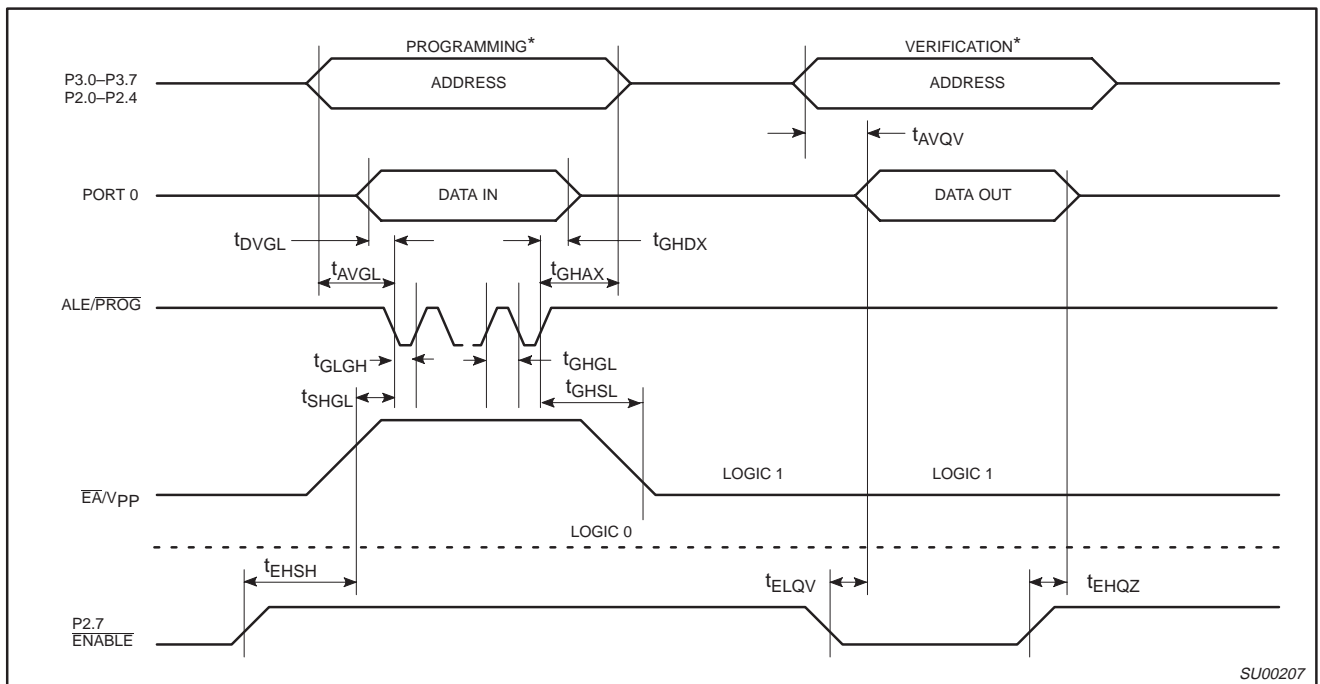 PROGRAMMING*
VERIFICATION*
P3.0–P3.7
P2.0–P2.4
ADDRESS
ADDRESS
tAVQV
PORT 0
DATA IN
DATA OUT
tDVGL
tGHDX
tAVGL
tGHAX
ALE/PROG
tGLGH
tGHGL
tSHGL
tGHSL
EA/VPP
LOGIC 1
LOGIC 1
LOGIC 0
tEHSH
tELQV
tEHQZ
P2.7
ENABLE
SU00207